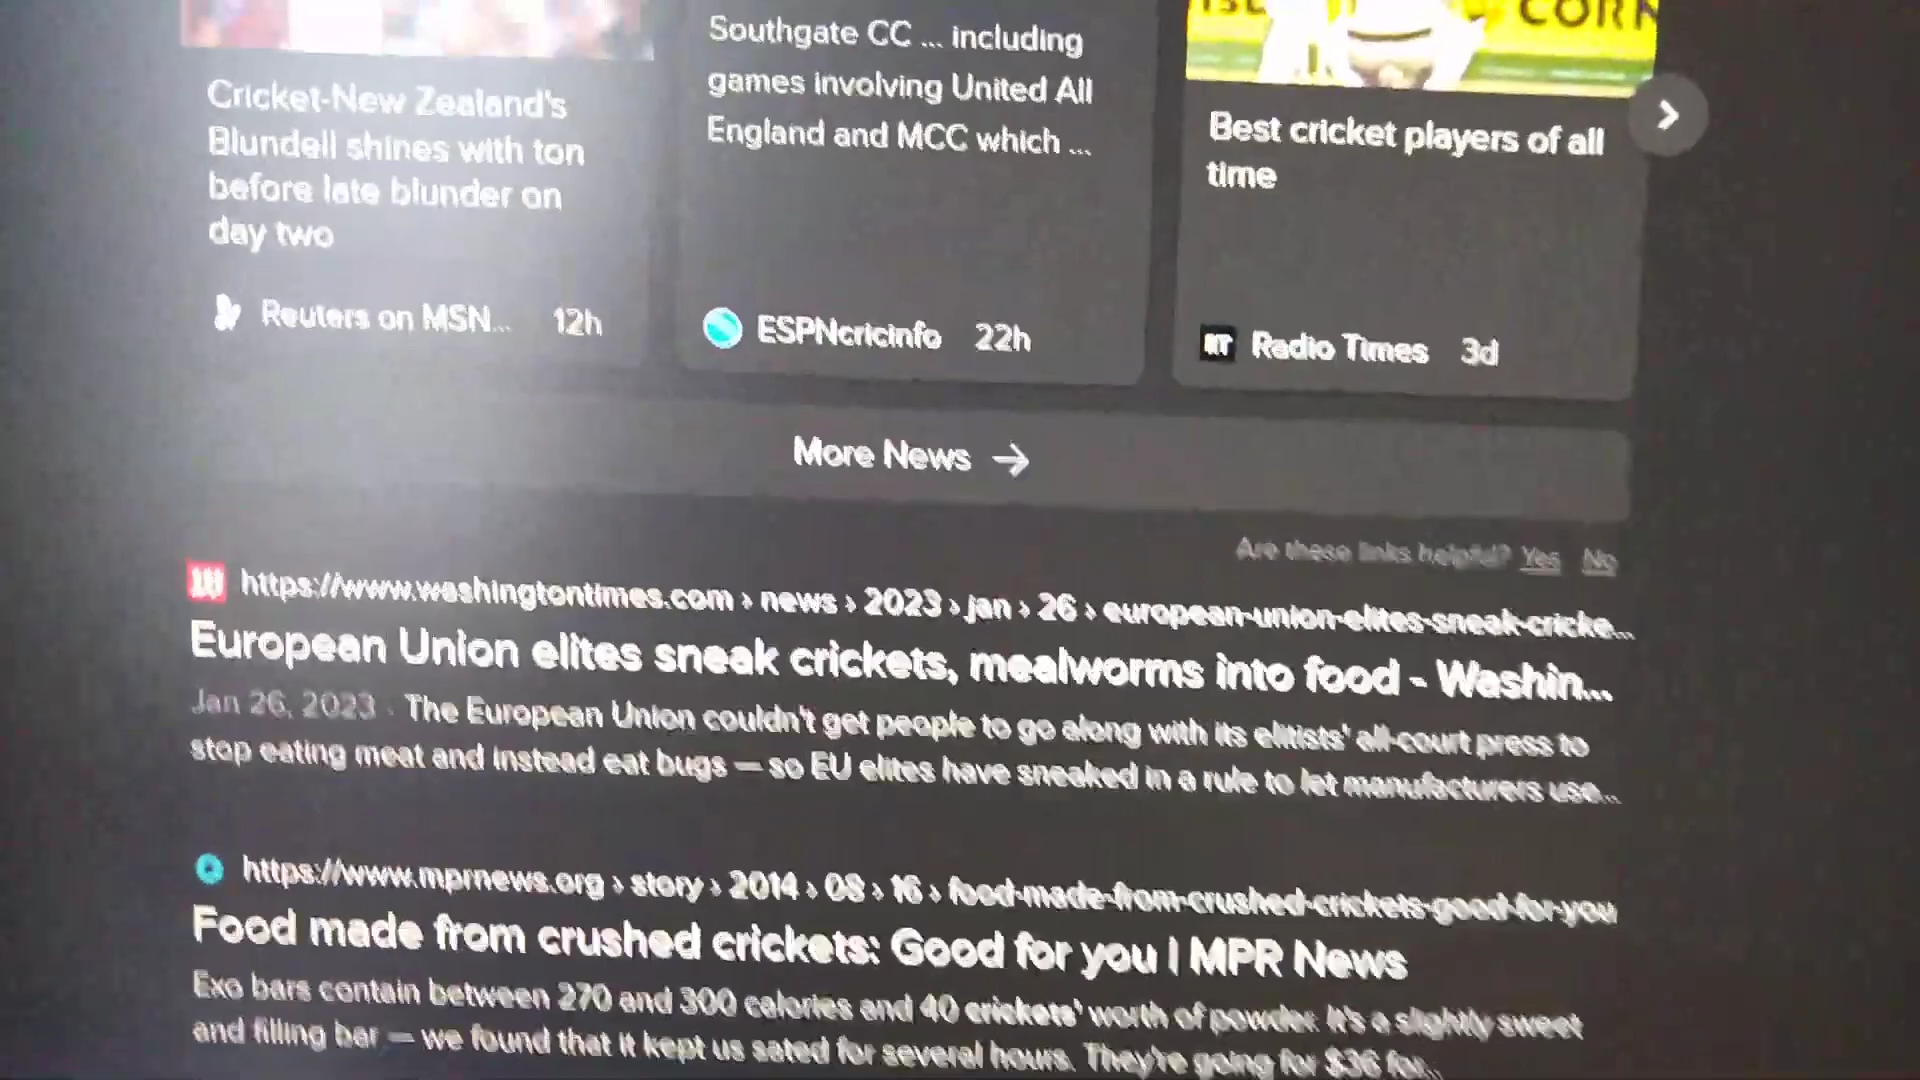 CORN
Cricket-New Zealand's
Blundell shines with ton
before late blunder on
day two
Reuters on MSN... 12h
Southgate CC ... including
games involving United All
England and MCC which ...
ESPNcricinfo 22h
Best cricket players of all
time
RT Radio Times 3d
More News →
Are these links helpful? Yes No
https://www.washingtontimes.com › news › 2023 › jan › 26 › european-union-elites-sneak-cricke...
European Union elites sneak crickets, mealworms into food - Washin...
Jan 26, 2023 · The European Union couldn't get people to go along with its elitists' all-court press to
stop eating meat and instead eat bugs — so EU elites have sneaked in a rule to let manufacturers use...
https://www.mprnews.org › story › 2014 › 08 › 16 › food-made-from-crushed-crickets-good-for-you
Food made from crushed crickets: Good for you | MPR News
Exo bars contain between 270 and 300 calories and 40 crickets' worth of powder. It's a slightly sweet
and filling bar — we found that it kept us sated for several hours. They're going for $36 for...